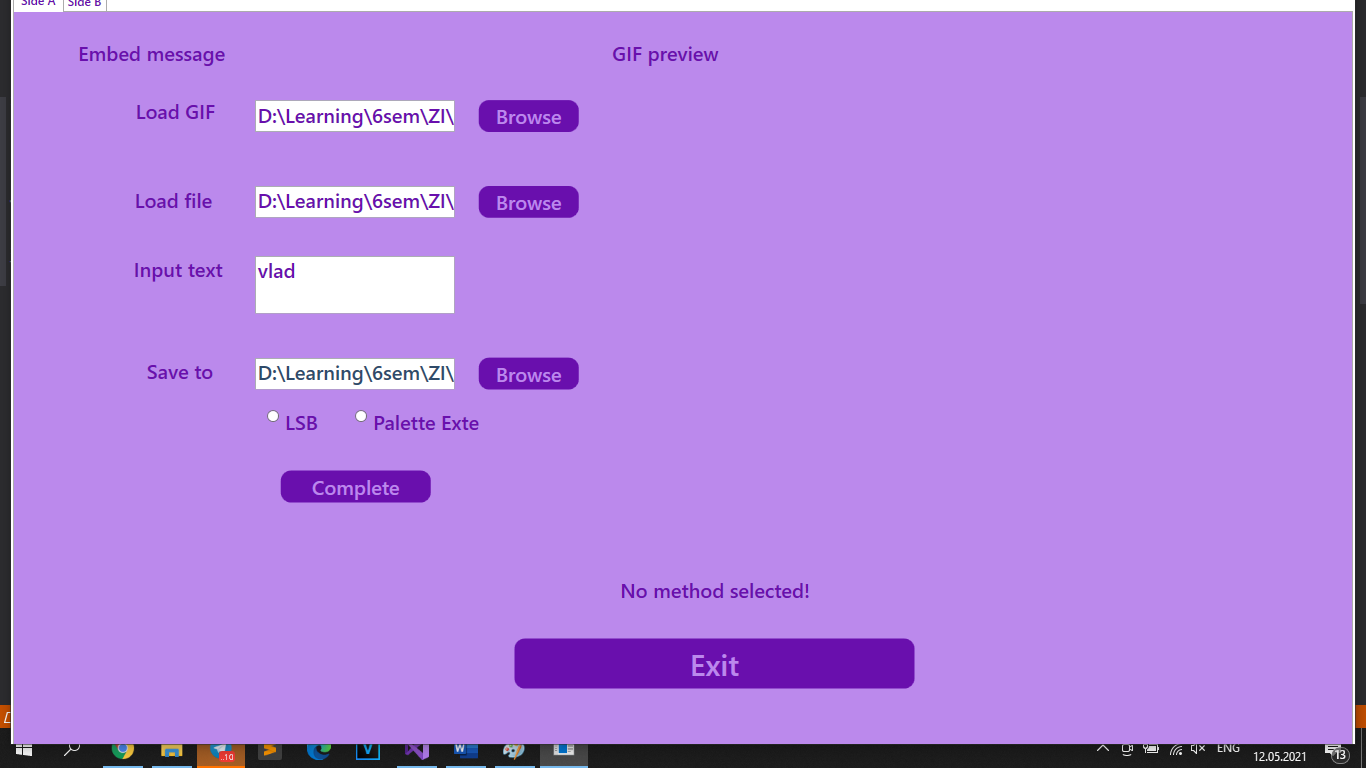 Side A Side B
Embed message
GIF preview
Load GIF D:\Learning\6sem\ZI\ Browse
Load file D:\Learning\6sem\ZI\ Browse
Input text vlad
Save to D:\Learning\6sem\ZI\ Browse
LSB Palette Exte
Complete
No method selected!
Exit
10
ENG
12.05.2021
13